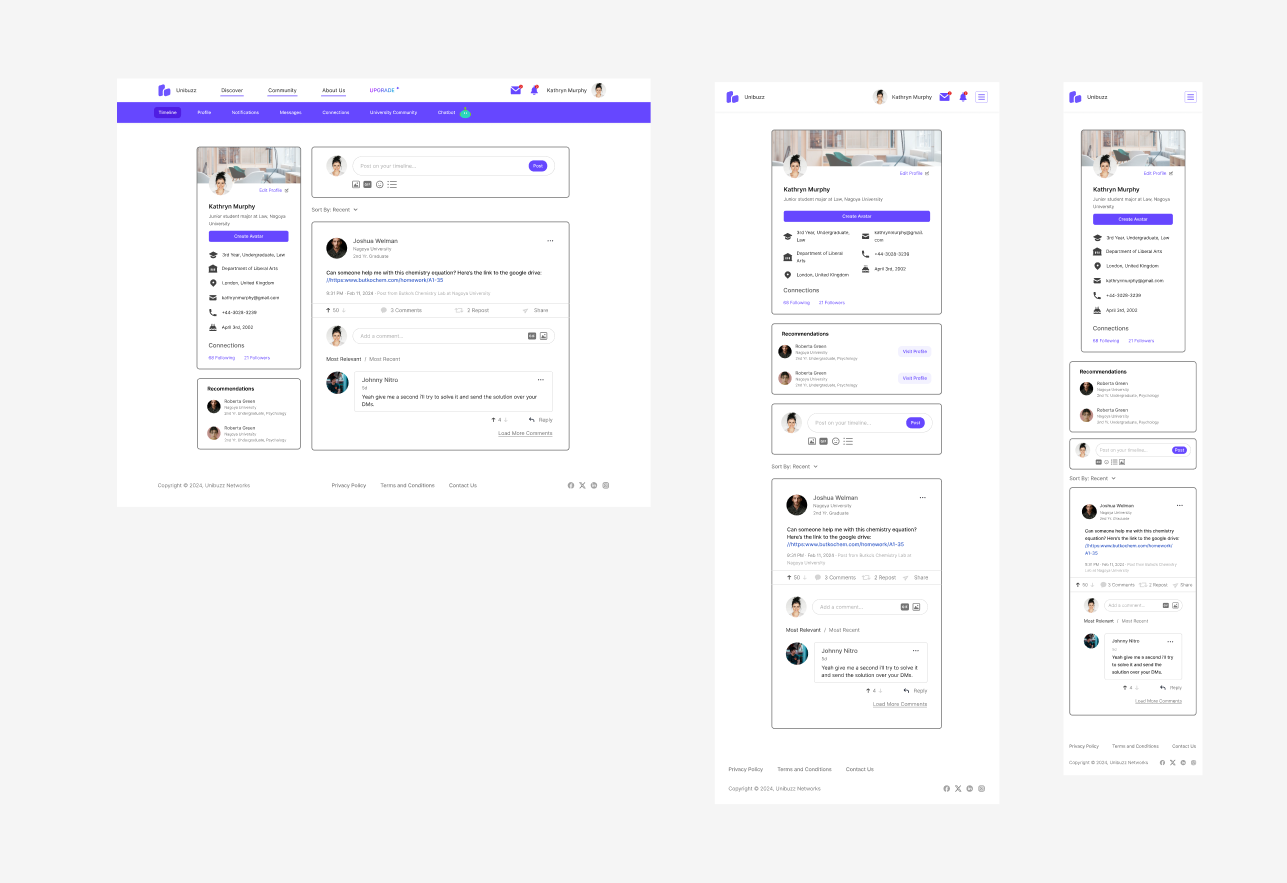 Unibuzz
Discover
Community
About Us
UPGRADE
Kathryn Murphy
Timeline
Profile
Notifications
Messages
Connections
University Community
Chatbot
Edit Profile
Kathryn Murphy
Junior student major at Law, Nagoya
University
Create Avatar
3rd Year, Undergraduate, Law
Department of Liberal Arts
London, United Kingdom
kathrynmurphy@gmail.com
+44-3028-3239
April 3rd, 2002
Connections
68 Following
21 Followers
Recommendations
Roberta Green
Nagoya University
2nd Yr. Undergraduate, Psycology
Roberta Green
Nagoya University
2nd Yr. Undergraduate, Psycology
Post on your timeline...
Post
Sort By: Recent
Joshua Welman
Nagoya University
2nd Yr. Graduate
Can someone help me with this chemistry equation? Here's the link to the google drive:
//https:www.butkochem.com/homework/A1-35
9:31 PM · Feb 11, 2024 · Post from Butkos Chemistry Lab at Nagoya University
50
3 Comments
2 Repost
Share
Add a comment...
Most Relevant / Most Recent
Johnny Nitro
5d
Yeah give me a second i'll try to solve it and send the solution over your
DMs.
4
Reply
Load More Comments
Copyright © 2024, Unibuzz Networks
Privacy Policy
Terms and Conditions
Contact Us
Unibuzz
Kathryn Murphy
Edit Profile
Kathryn Murphy
Junior student major at Law, Nagoya University
Create Avatar
3rd Year, Undergraduate,
Law
Department of Liberal
Arts
London, United Kingdom
kathrynmurphy@gmail.
com
+44-3028-3239
April 3rd, 2002
Connections
68 Following
21 Followers
Recommendations
Roberta Green
Nagoya University
2nd Yr. Undergraduate, Psycology
Visit Profile
Roberta Green
Nagoya University
2nd Yr. Undergraduate, Psycology
Visit Profile
Post on your timeline...
Post
Sort By: Recent
Joshua Welman
Nagoya University
2nd Yr. Graduate
Can someone help me with this chemistry equation?
Here's the link to the google drive:
//https:www.butkochem.com/homework/A1-35
9:31 PM · Feb 11, 2024 · Post from Butkos Chemistry Lab at
Nagoya University
50
3 Comments
2 Repost
Share
Add a comment...
Most Relevant / Most Recent
Johnny Nitro
5d
Yeah give me a second i'll try to solve it
and send the solution over your DMs.
4
Reply
Load More Comments
Privacy Policy
Terms and Conditions
Contact Us
Copyright © 2024, Unibuzz Networks
Unibuzz
Edit Profile
Kathryn Murphy
Junior student major at Law, Nagoya
University
Create Avatar
3rd Year, Undergraduate, Law
Department of Liberal Arts
London, United Kingdom
kathrynmurphy@gmail.com
+44-3028-3239
April 3rd, 2002
Connections
68 Following
21 Followers
Recommendations
Roberta Green
Nagoya University
2nd Yr. Undergraduate, Psycology
Roberta Green
Nagoya University
2nd Yr. Undergraduate, Psycology
Post on your timeline...
Post
Sort By: Recent
Joshua Welman
Nagoya University
2nd Yr. Graduate
Can someone help me with this chemistry
equation? Here's the link to the google drive:
//https:www.butkochem.com/homework/
A1-35
9:31 PM · Feb 11, 2024 · Post from Butkos Chemistry
Lab at Nagoya University
50
3 Comments
2 Repost
Share
Add a comment...
Most Relevant / Most Recent
Johnny Nitro
5d
Yeah give me a second i'll try
to solve it and send the
solution over your DMs.
4
Reply
Load More Comments
Privacy Policy
Terms and Conditions
Contact Us
Copyright © 2024, Unibuzz Networks